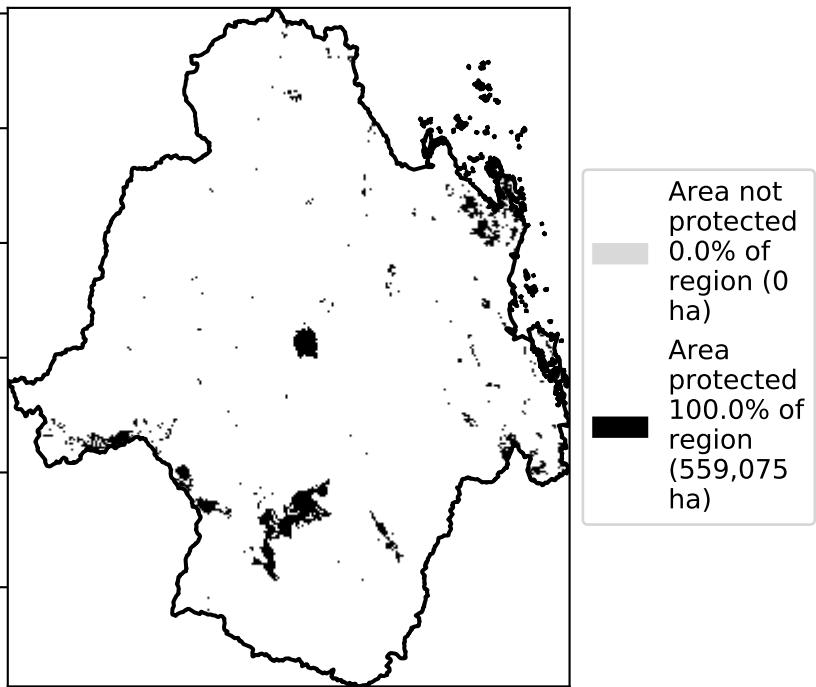 Area not
protected
0.0% of
region (0
ha)
Area
protected
100.0% of
region
(559,075
ha)